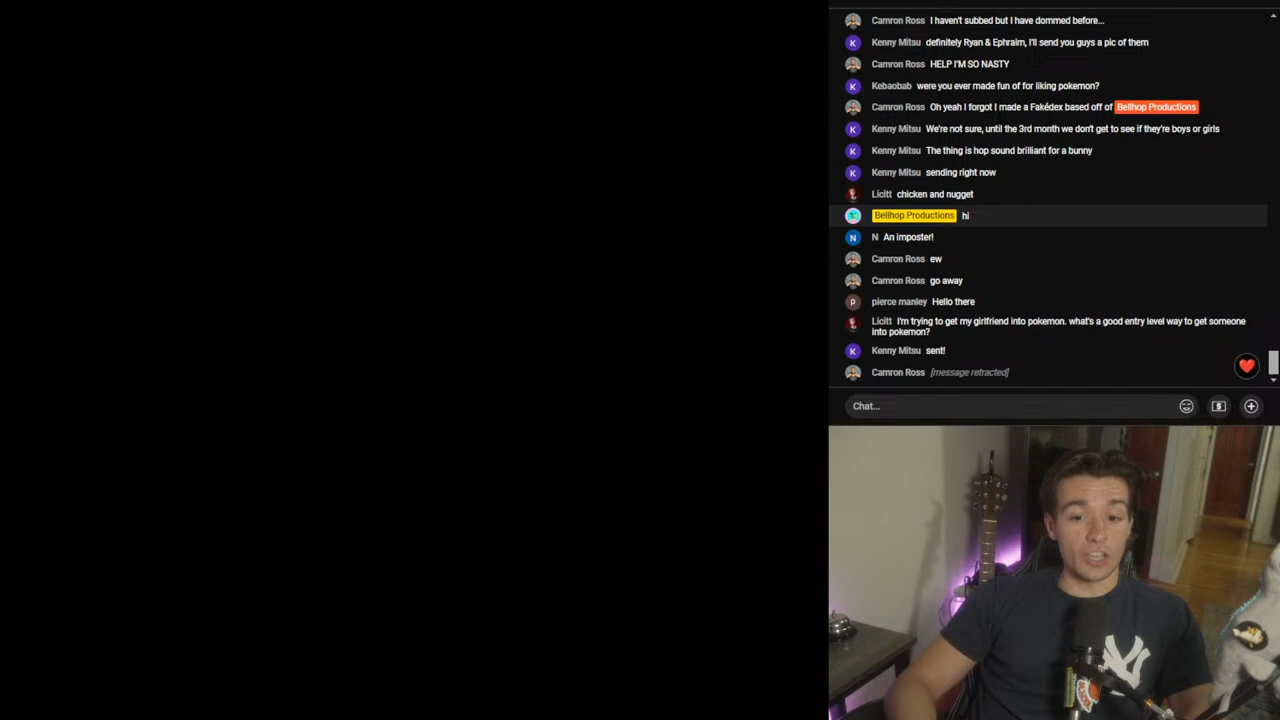 Camron Ross I haven't subbed but I have dommed before...
K Kenny Mitsu definitely Ryan & Ephraim, I'll send you guys a pic of them
Camron Ross HELP I'M SO NASTY
K Kebaobab were you ever made fun of for liking pokemon?
Camron Ross Oh yeah I forgot I made a Fakédex based off of Bellhop Productions
K Kenny Mitsu We're not sure, until the 3rd month we don't get to see if they're boys or girls
K Kenny Mitsu The thing is hop sound brilliant for a bunny
K Kenny Mitsu sending right now
Licitt chicken and nugget
Bellhop Productions hi
N N An imposter!
Camron Ross ew
Camron Ross go away
p pierce manley Hello there
Licitt I'm trying to get my girlfriend into pokemon. what's a good entry level way to get someone
into pokemon?
K Kenny Mitsu sent!
Camron Ross [message retracted]
Chat...
NY